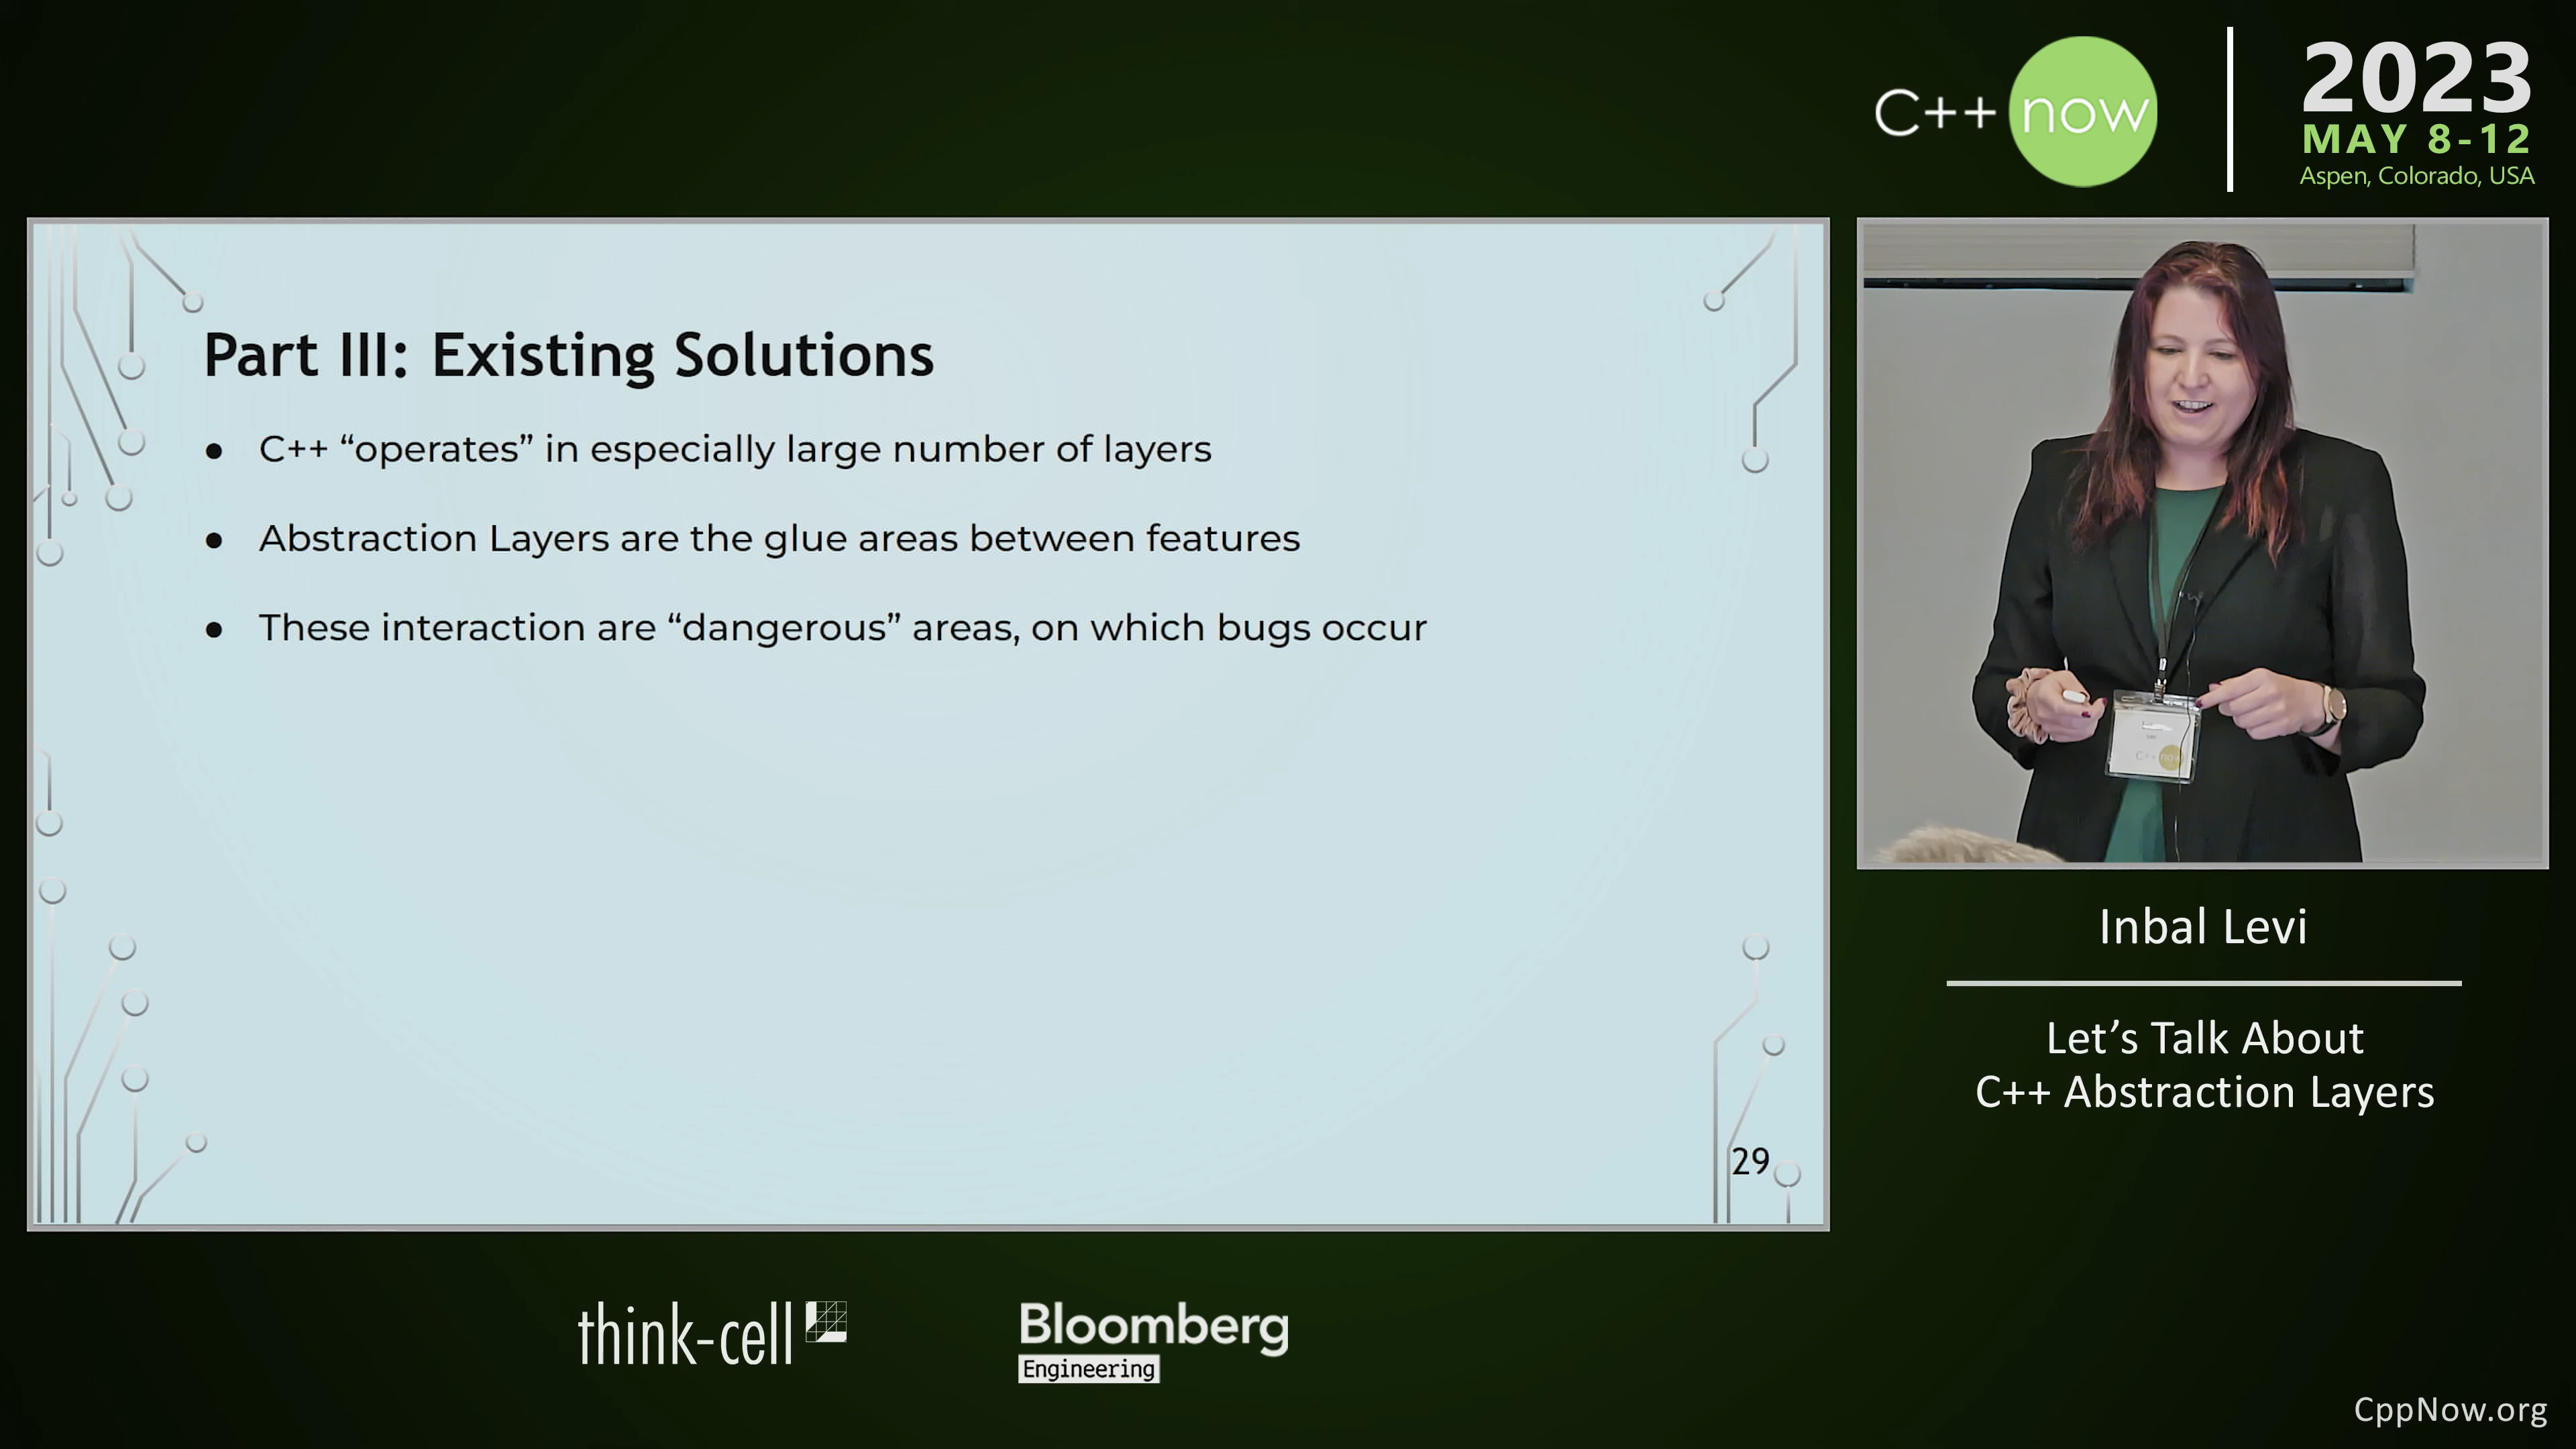 C++ now
2023
MAY 8-12
Aspen, Colorado, USA
Part III: Existing Solutions
● C++ “operates” in especially large number of layers
● Abstraction Layers are the glue areas between features
● These interaction are “dangerous” areas, on which bugs occur
29
C++ now
Inbal Levi
Let’s Talk About
C++ Abstraction Layers
think-cell
Bloomberg
Engineering
CppNow.org